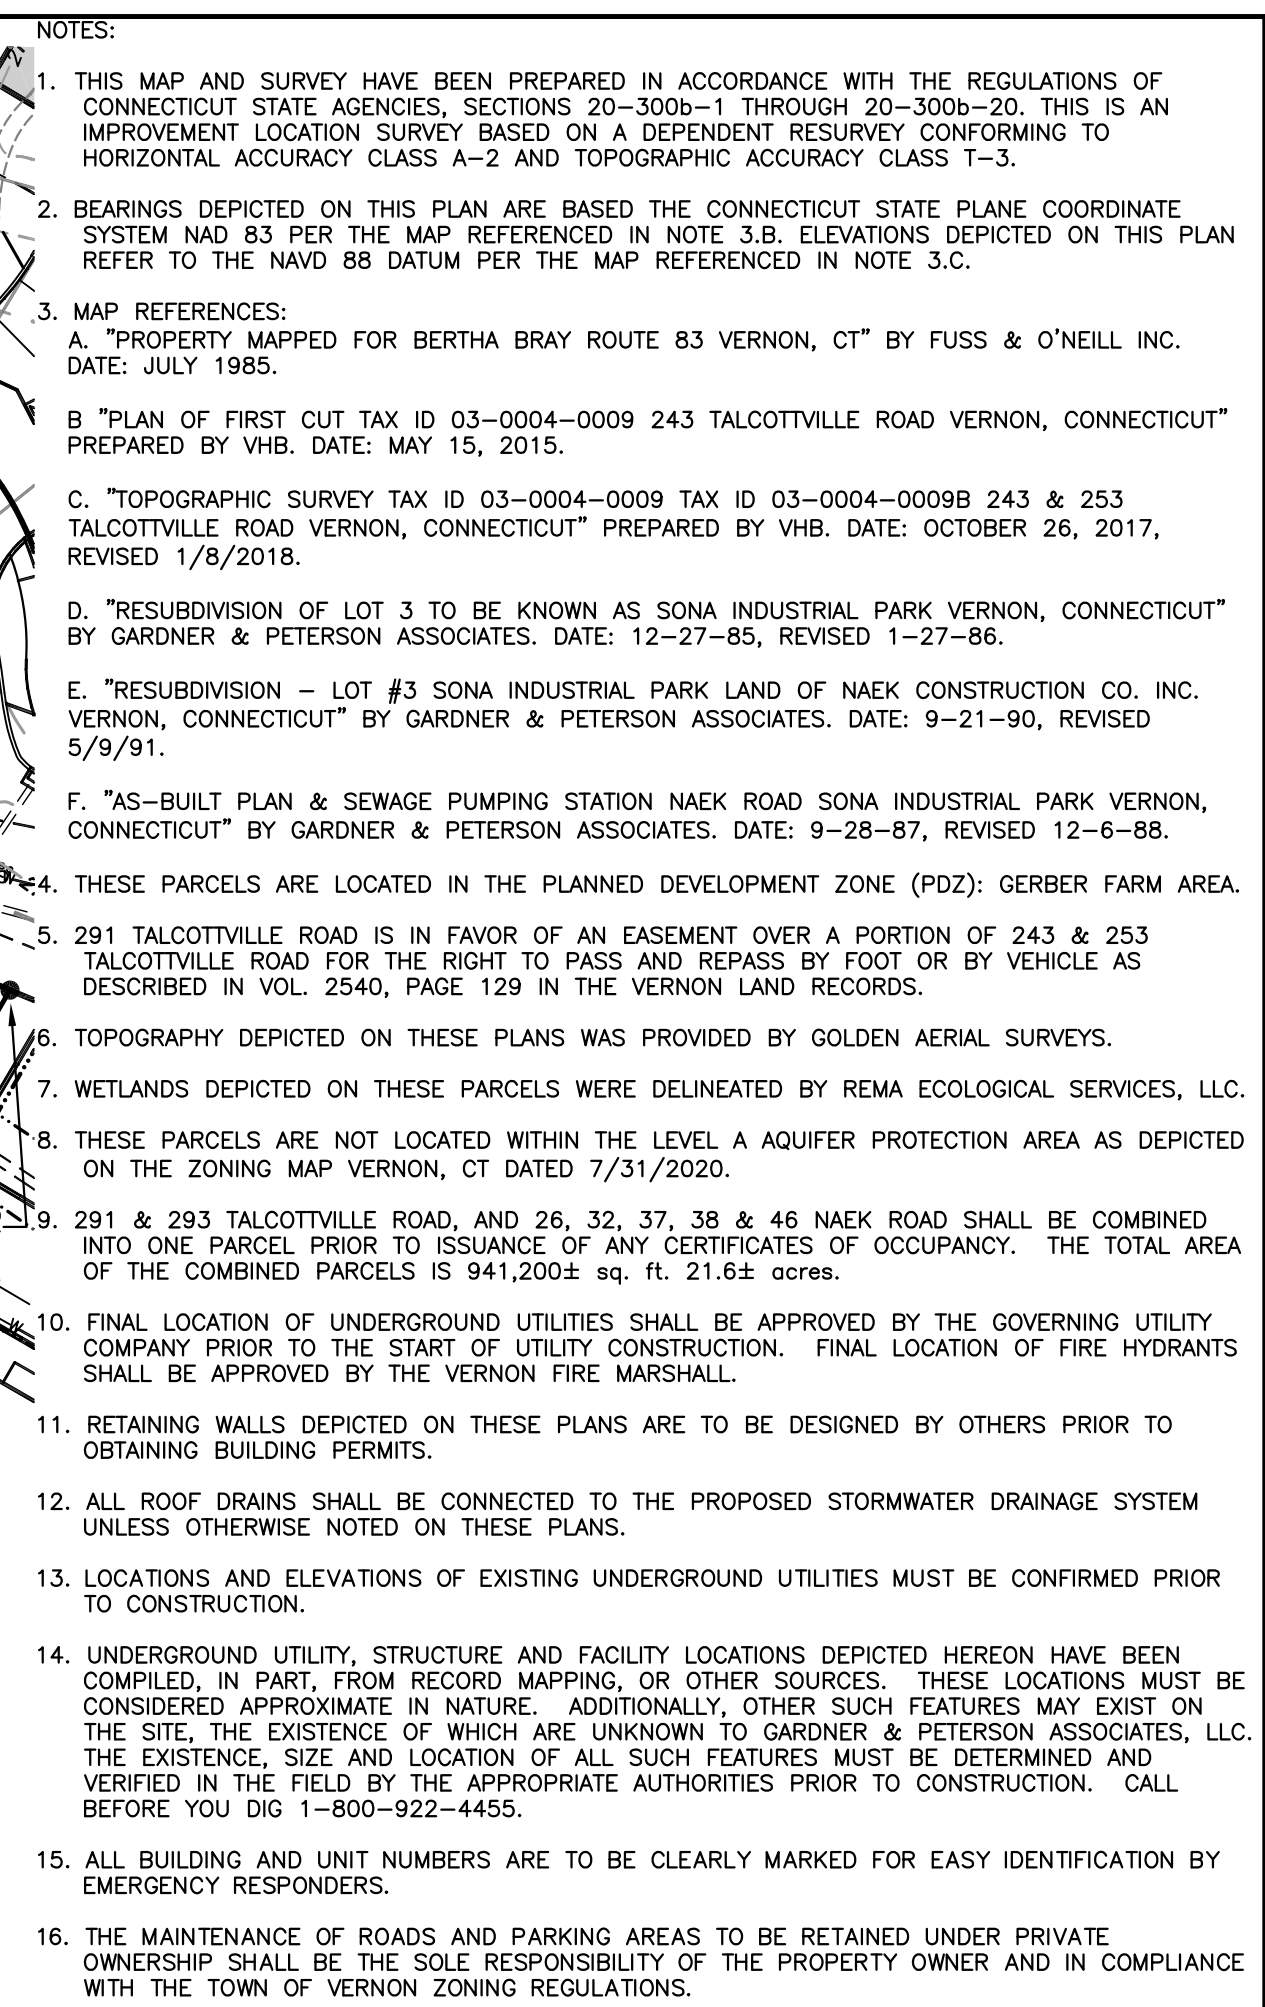 NOTES:
1. THIS MAP AND SURVEY HAVE BEEN PREPARED IN ACCORDANCE WITH THE REGULATIONS OF
CONNECTICUT STATE AGENCIES, SECTIONS 20-300b-1 THROUGH 20-300b-20. THIS IS AN
IMPROVEMENT LOCATION SURVEY BASED ON A DEPENDENT RESURVEY CONFORMING TO
HORIZONTAL ACCURACY CLASS A-2 AND TOPOGRAPHIC ACCURACY CLASS T-3.
2. BEARINGS DEPICTED ON THIS PLAN ARE BASED THE CONNECTICUT STATE PLANE COORDINATE
SYSTEM NAD 83 PER THE MAP REFERENCED IN NOTE 3.B. ELEVATIONS DEPICTED ON THIS PLAN
REFER TO THE NAVD 88 DATUM PER THE MAP REFERENCED IN NOTE 3.C.
3. MAP REFERENCES:
A. "PROPERTY MAPPED FOR BERTHA BRAY ROUTE 83 VERNON, CT" BY FUSS & O'NEILL INC.
DATE: JULY 1985.
B "PLAN OF FIRST CUT TAX ID 03-0004-0009 243 TALCOTTVILLE ROAD VERNON, CONNECTICUT"
PREPARED BY VHB. DATE: MAY 15, 2015.
C. "TOPOGRAPHIC SURVEY TAX ID 03-0004-0009 TAX ID 03-0004-0009B 243 & 253
TALCOTTVILLE ROAD VERNON, CONNECTICUT" PREPARED BY VHB. DATE: OCTOBER 26, 2017,
REVISED 1/8/2018.
D. "RESUBDIVISION OF LOT 3 TO BE KNOWN AS SONA INDUSTRIAL PARK VERNON, CONNECTICUT"
BY GARDNER & PETERSON ASSOCIATES. DATE: 12-27-85, REVISED 1-27-86.
E. "RESUBDIVISION - LOT #3 SONA INDUSTRIAL PARK LAND OF NAEK CONSTRUCTION CO. INC.
VERNON, CONNECTICUT" BY GARDNER & PETERSON ASSOCIATES. DATE: 9-21-90, REVISED
5/9/91.
F. "AS-BUILT PLAN & SEWAGE PUMPING STATION NAEK ROAD SONA INDUSTRIAL PARK VERNON,
CONNECTICUT" BY GARDNER & PETERSON ASSOCIATES. DATE: 9-28-87, REVISED 12-6-88.
4. THESE PARCELS ARE LOCATED IN THE PLANNED DEVELOPMENT ZONE (PDZ): GERBER FARM AREA.
5. 291 TALCOTTVILLE ROAD IS IN FAVOR OF AN EASEMENT OVER A PORTION OF 243 & 253
TALCOTTVILLE ROAD FOR THE RIGHT TO PASS AND REPASS BY FOOT OR BY VEHICLE AS
DESCRIBED IN VOL. 2540, PAGE 129 IN THE VERNON LAND RECORDS.
6. TOPOGRAPHY DEPICTED ON THESE PLANS WAS PROVIDED BY GOLDEN AERIAL SURVEYS.
7. WETLANDS DEPICTED ON THESE PARCELS WERE DELINEATED BY REMA ECOLOGICAL SERVICES, LLC.
8. THESE PARCELS ARE NOT LOCATED WITHIN THE LEVEL A AQUIFER PROTECTION AREA AS DEPICTED
ON THE ZONING MAP VERNON, CT DATED 7/31/2020.
9. 291 & 293 TALCOTTVILLE ROAD, AND 26, 32, 37, 38 & 46 NAEK ROAD SHALL BE COMBINED
INTO ONE PARCEL PRIOR TO ISSUANCE OF ANY CERTIFICATES OF OCCUPANCY. THE TOTAL AREA
OF THE COMBINED PARCELS IS 941,200± sq. ft. 21.6± acres.
10. FINAL LOCATION OF UNDERGROUND UTILITIES SHALL BE APPROVED BY THE GOVERNING UTILITY
COMPANY PRIOR TO THE START OF UTILITY CONSTRUCTION. FINAL LOCATION OF FIRE HYDRANTS
SHALL BE APPROVED BY THE VERNON FIRE MARSHALL.
11. RETAINING WALLS DEPICTED ON THESE PLANS ARE TO BE DESIGNED BY OTHERS PRIOR TO
OBTAINING BUILDING PERMITS.
12. ALL ROOF DRAINS SHALL BE CONNECTED TO THE PROPOSED STORMWATER DRAINAGE SYSTEM
UNLESS OTHERWISE NOTED ON THESE PLANS.
13. LOCATIONS AND ELEVATIONS OF EXISTING UNDERGROUND UTILITIES MUST BE CONFIRMED PRIOR
TO CONSTRUCTION.
14. UNDERGROUND UTILITY, STRUCTURE AND FACILITY LOCATIONS DEPICTED HEREON HAVE BEEN
COMPILED, IN PART, FROM RECORD MAPPING, OR OTHER SOURCES. THESE LOCATIONS MUST BE
CONSIDERED APPROXIMATE IN NATURE. ADDITIONALLY, OTHER SUCH FEATURES MAY EXIST ON
THE SITE, THE EXISTENCE OF WHICH ARE UNKNOWN TO GARDNER & PETERSON ASSOCIATES, LLC.
THE EXISTENCE, SIZE AND LOCATION OF ALL SUCH FEATURES MUST BE DETERMINED AND
VERIFIED IN THE FIELD BY THE APPROPRIATE AUTHORITIES PRIOR TO CONSTRUCTION. CALL
BEFORE YOU DIG 1-800-922-4455.
15. ALL BUILDING AND UNIT NUMBERS ARE TO BE CLEARLY MARKED FOR EASY IDENTIFICATION BY
EMERGENCY RESPONDERS.
16. THE MAINTENANCE OF ROADS AND PARKING AREAS TO BE RETAINED UNDER PRIVATE
OWNERSHIP SHALL BE THE SOLE RESPONSIBILITY OF THE PROPERTY OWNER AND IN COMPLIANCE
WITH THE TOWN OF VERNON ZONING REGULATIONS.